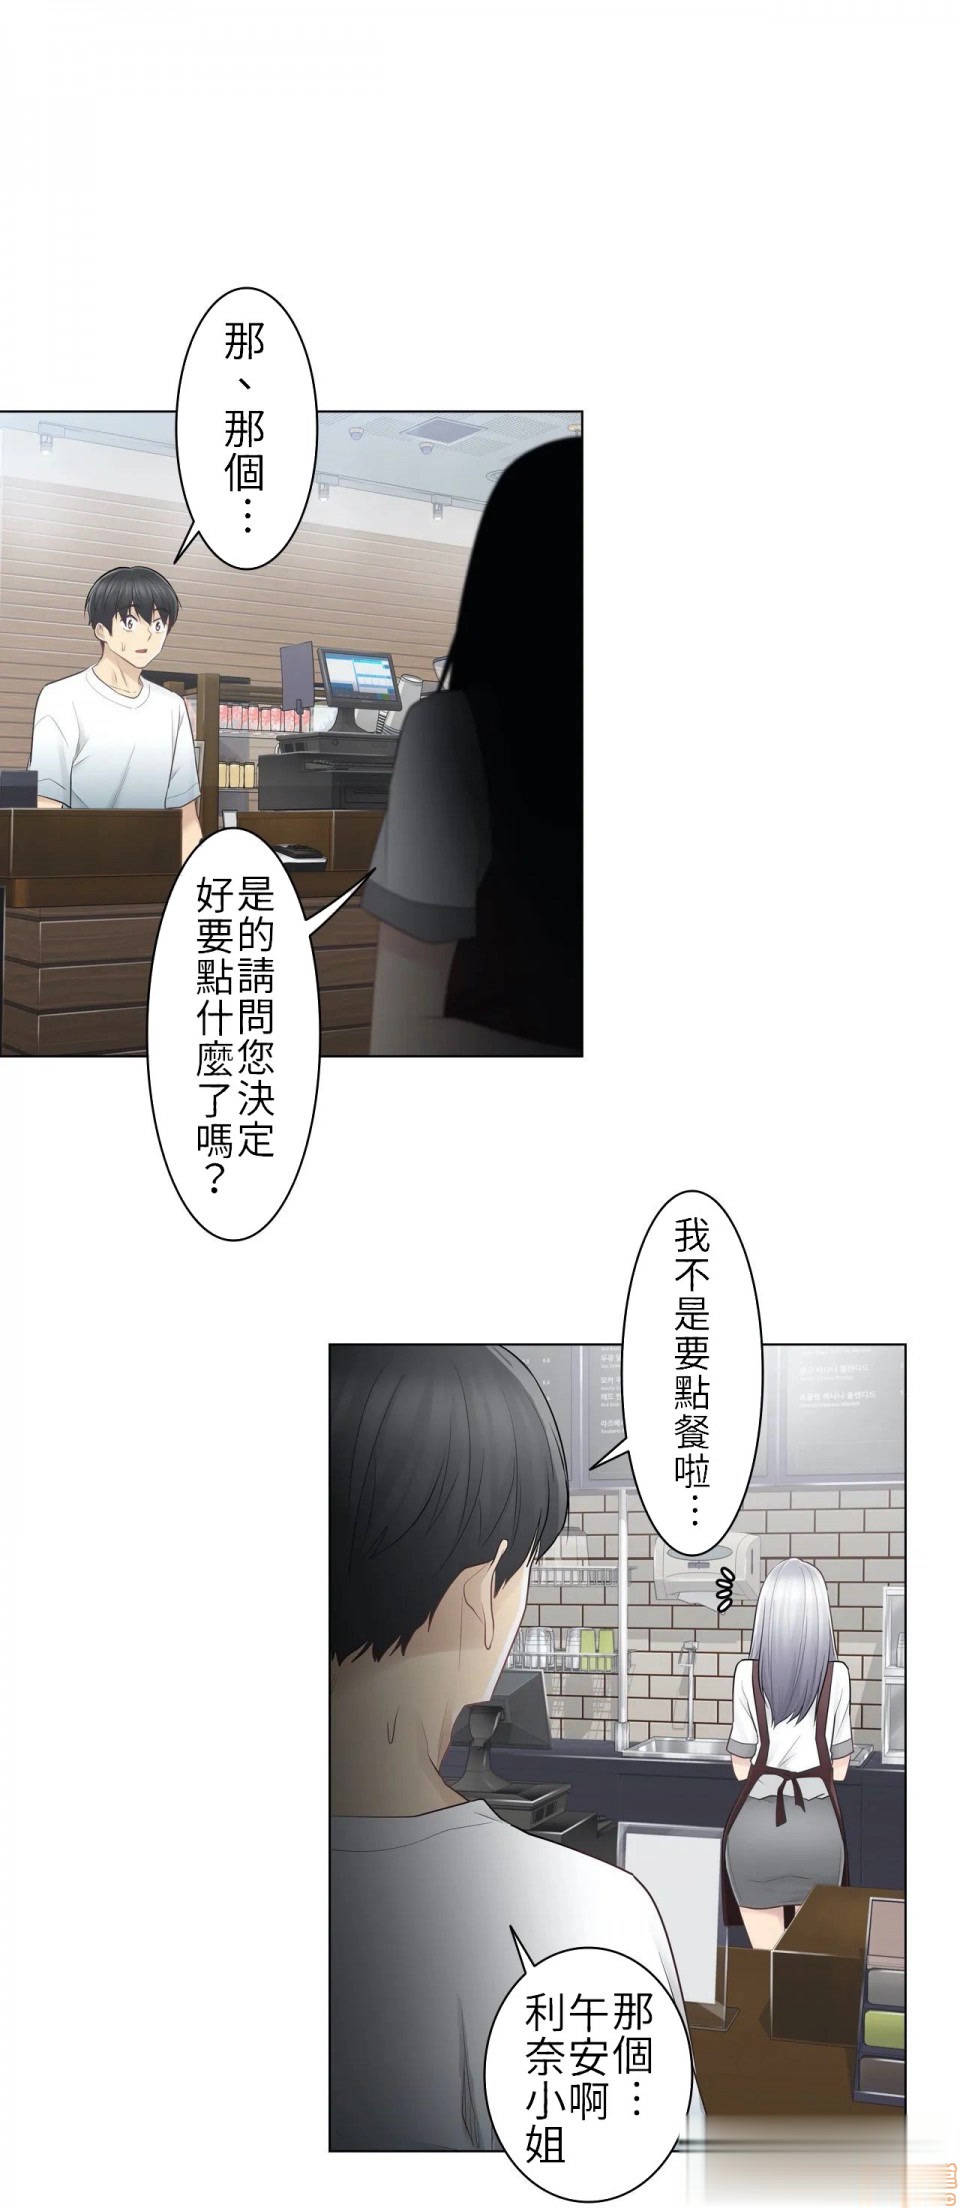 那、那個…
是的請問您決定
好要點什麼了嗎？
我不是要點餐啦…
那個…
午安啊
利奈小姐